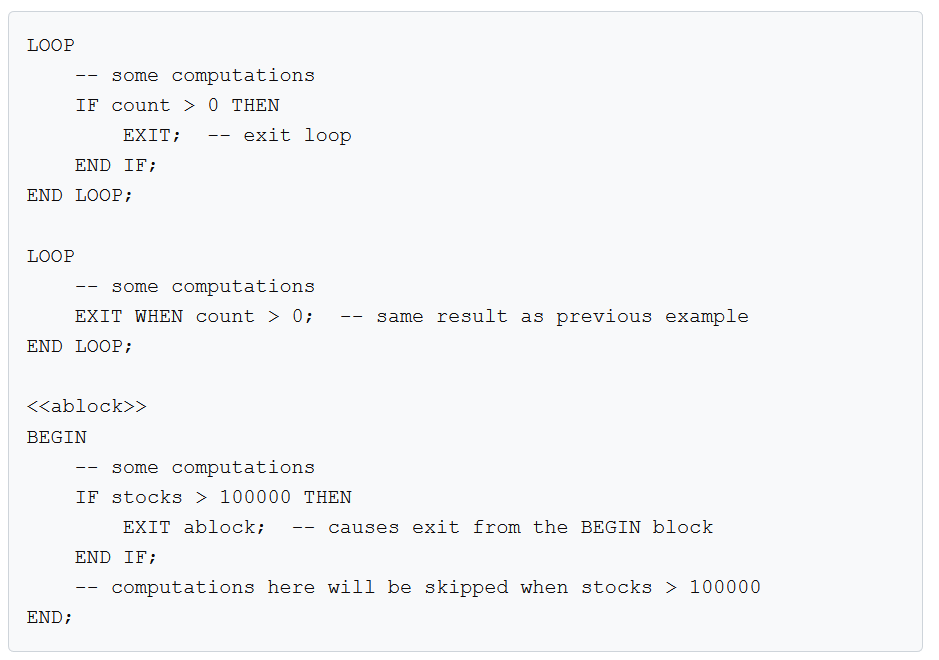 LOOP
    -- some computations
    IF count > 0 THEN
        EXIT;  -- exit loop
    END IF;
END LOOP;

LOOP
    -- some computations
    EXIT WHEN count > 0;  -- same result as previous example
END LOOP;

<<ablock>>
BEGIN
    -- some computations
    IF stocks > 100000 THEN
        EXIT ablock;  -- causes exit from the BEGIN block
    END IF;
    -- computations here will be skipped when stocks > 100000
END;